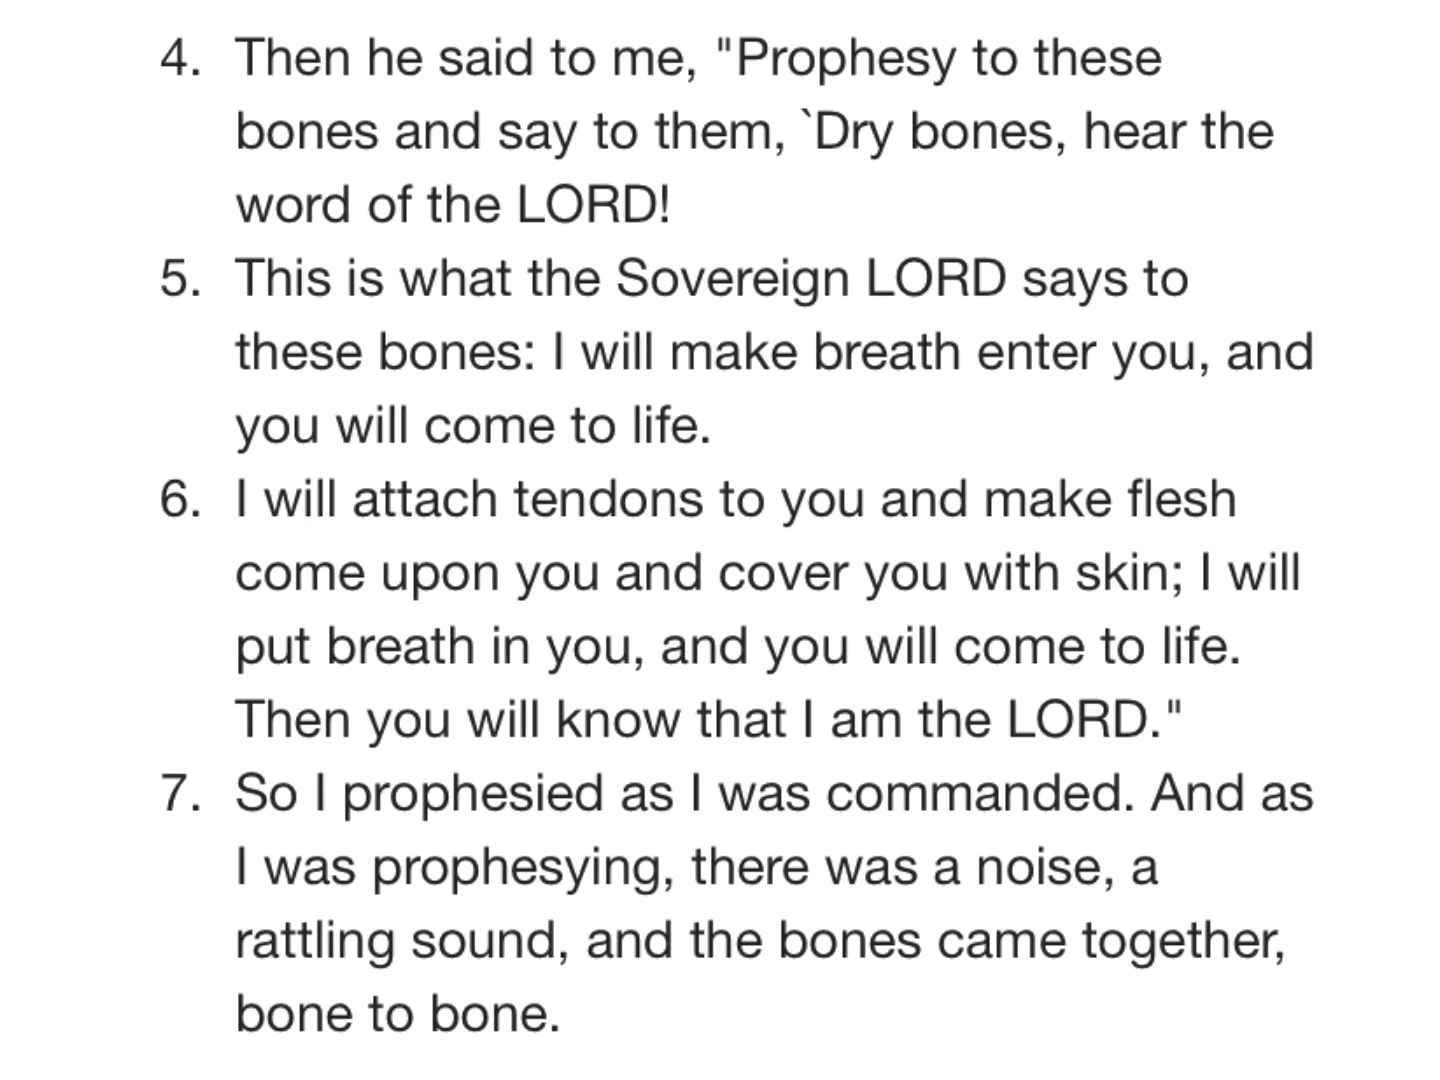 4. Then he said to me, "Prophesy to these
bones and say to them, `Dry bones, hear the
word of the LORD!
5. This is what the Sovereign LORD says to
these bones: I will make breath enter you, and
you will come to life.
6. I will attach tendons to you and make flesh
come upon you and cover you with skin; I will
put breath in you, and you will come to life.
Then you will know that I am the LORD."
7. So I prophesied as I was commanded. And as
I was prophesying, there was a noise, a
rattling sound, and the bones came together,
bone to bone.